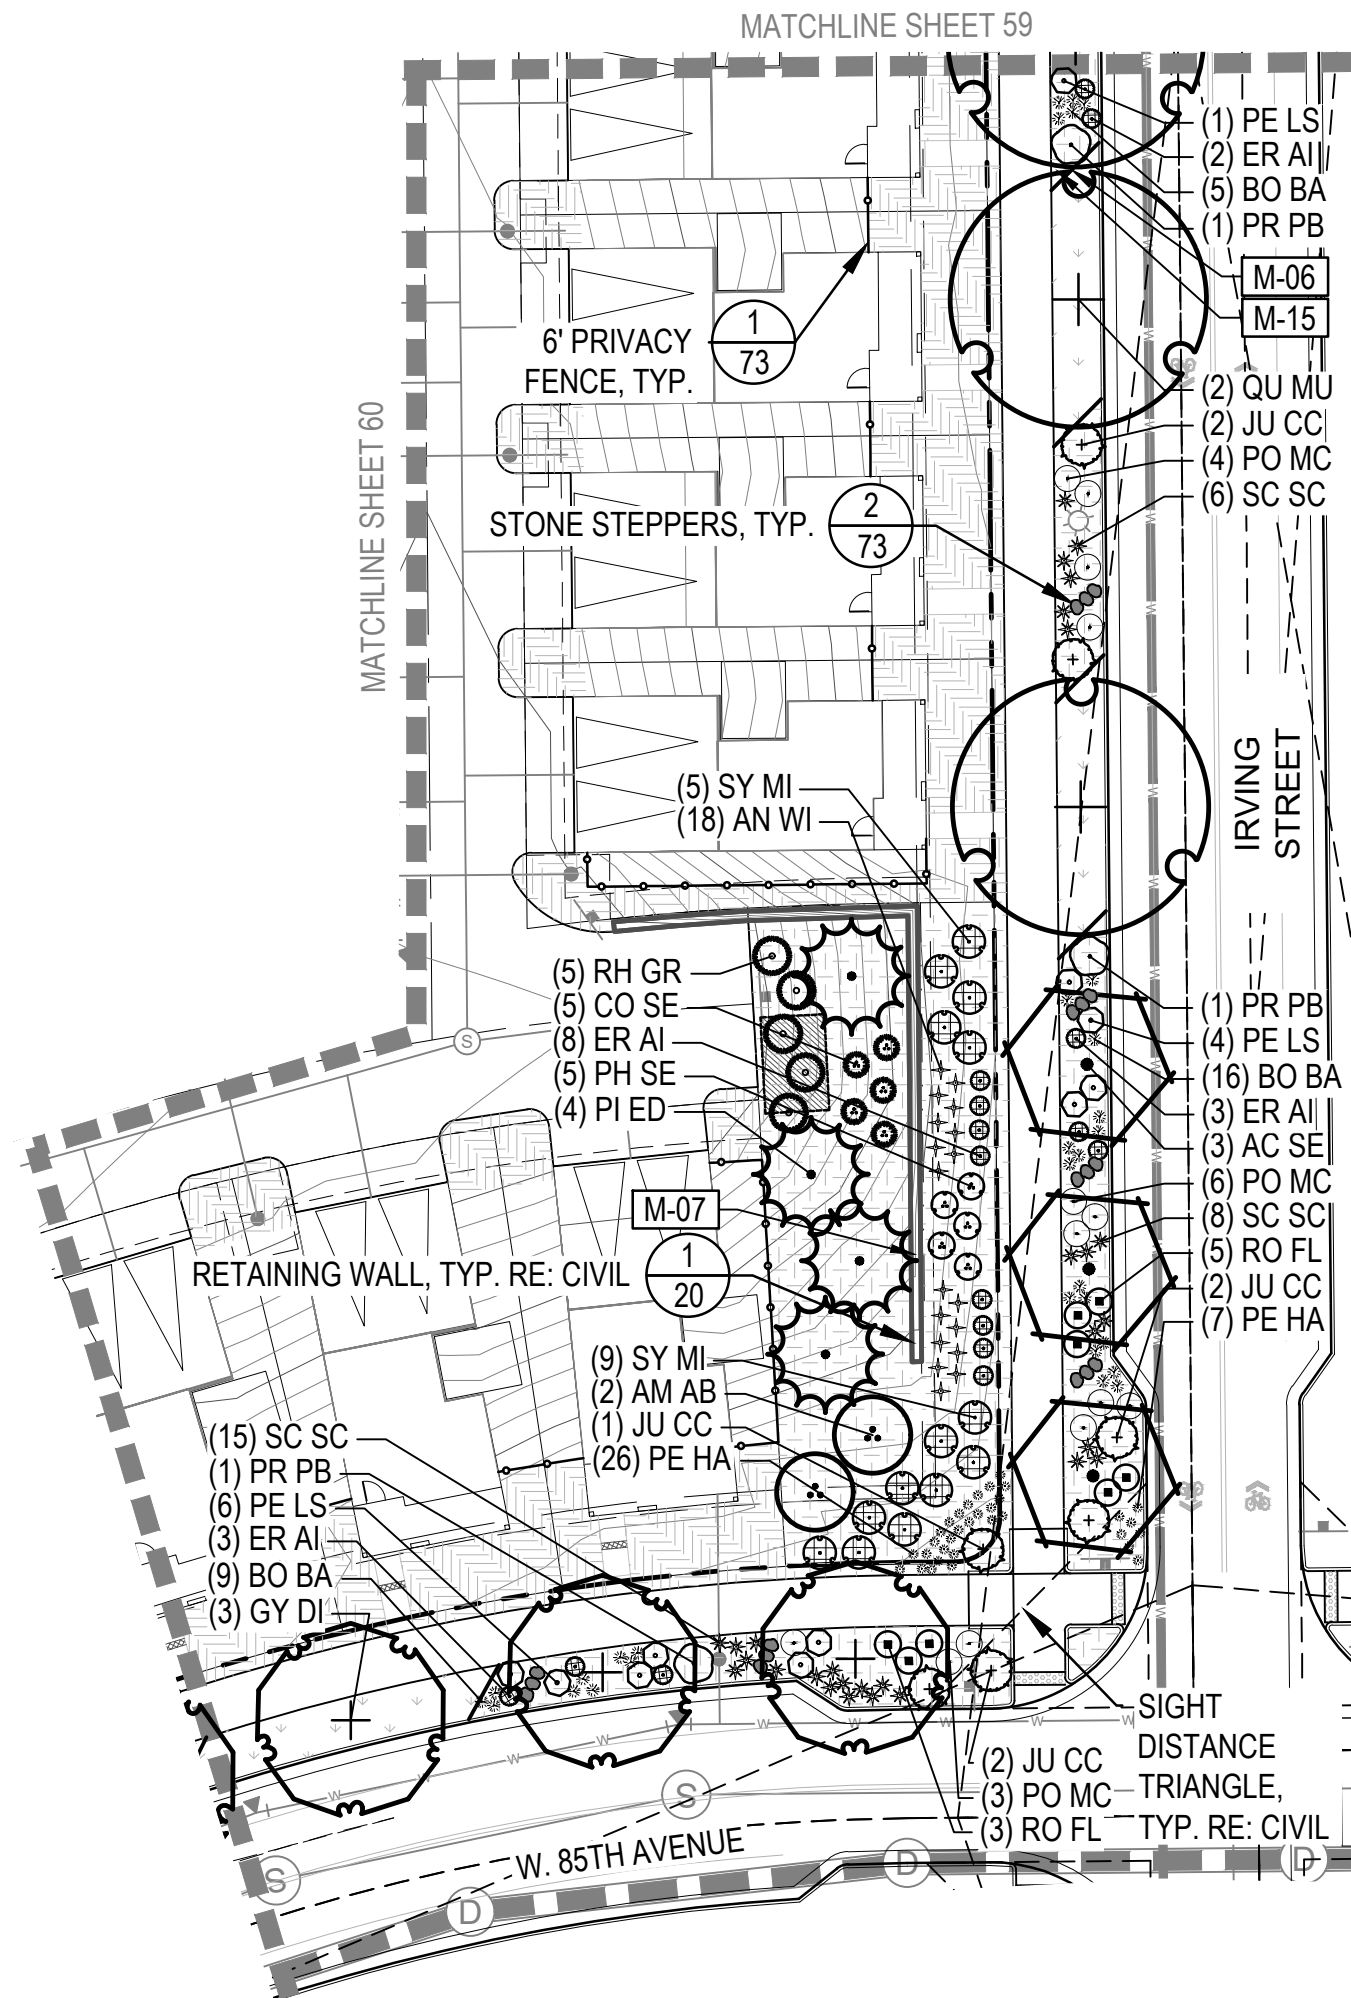 MATCHLINE SHEET 59
(1) PE LS
(2) ER AI
(5) BO BA
(1) PR PB
M-06
M-15
6' PRIVACY
FENCE, TYP.
1
73
(2) QU MU
(2) JU CC
(4) PO MC
(6) SC SC
MATCHLINE SHEET 60
STONE STEPPERS, TYP.
2
73
IRVING
STREET
(5) SY MI
(18) AN WI
(5) RH GR
(5) CO SE
(8) ER AI
(5) PH SE
(4) PI ED
(1) PR PB
(4) PE LS
(16) BO BA
(3) ER AI
(3) AC SE
(6) PO MC
(8) SC SC
(5) RO FL
(2) JU CC
(7) PE HA
S
M-07
RETAINING WALL, TYP. RE: CIVIL
1
20
(9) SY MI
(2) AM AB
(1) JU CC
(26) PE HA
(15) SC SC
(1) PR PB
(6) PE LS
(3) ER AI
(9) BO BA
(3) GY DI
SIGHT
DISTANCE
TRIANGLE,
TYP. RE: CIVIL
(2) JU CC
(3) PO MC
(3) RO FL
W W W W W W W
S
S
W. 85TH AVENUE
D
D
D